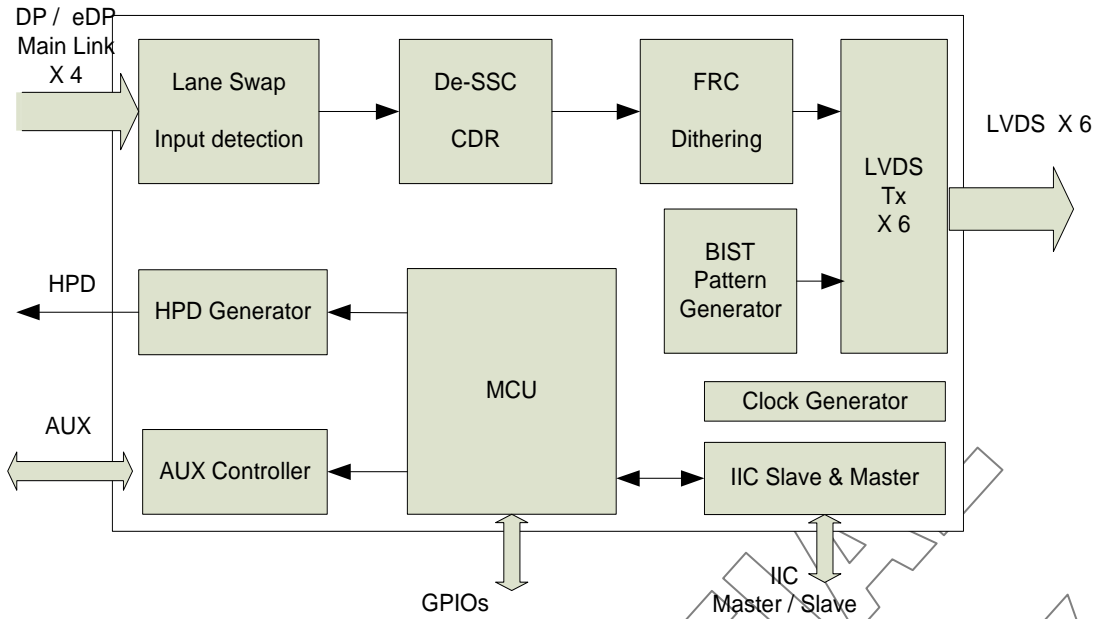 DP / eDP
Main Link
X 4
Lane Swap
Input detection
De-SSC
CDR
FRC
Dithering
LVDS
Tx
X 6
LVDS X 6
BIST
Pattern
Generator
HPD
HPD Generator
MCU
Clock Generator
AUX
AUX Controller
IIC Slave & Master
GPIOs
IIC
Master / Slave